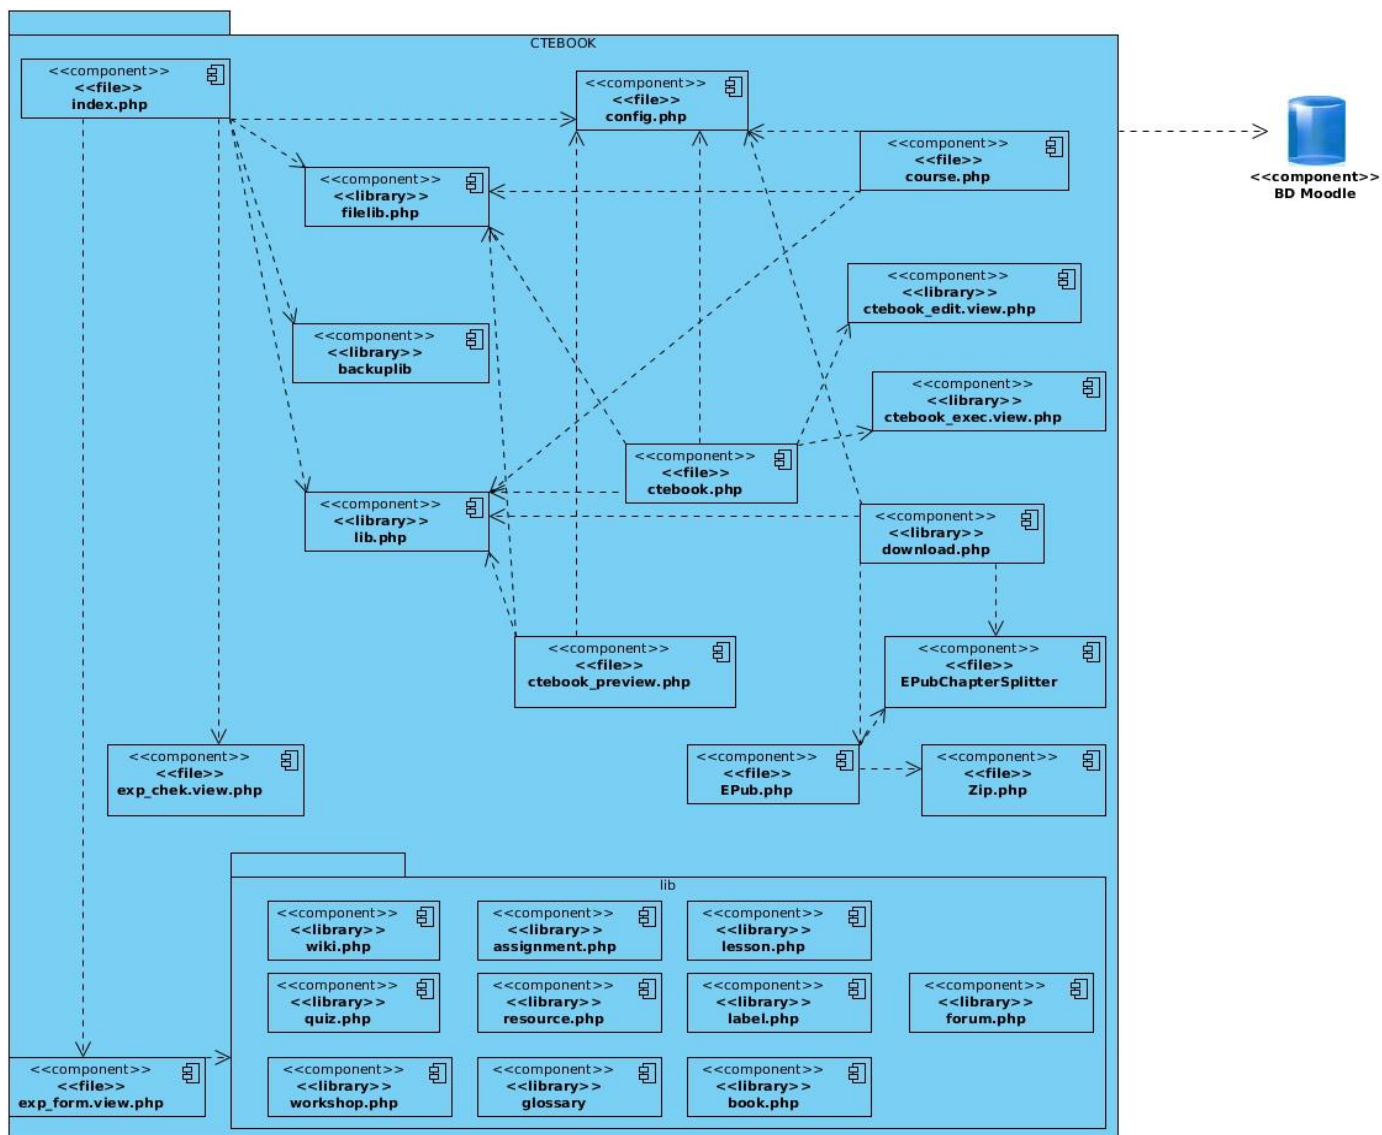 CTEBOOK
<<component>>
<<file>>
index.php
<<component>>
<<file>>
config.php
<<component>>
<<file>>
course.php
<<component>>
BD Moodle
<<component>>
<<library>>
filelib.php
<<component>>
<<library>>
ctebook_edit.view.php
<<component>>
<<library>>
backuplib
<<component>>
<<library>>
ctebook_exec.view.php
<<component>>
<<file>>
ctebook.php
<<component>>
<<library>>
lib.php
<<component>>
<<library>>
download.php
<<component>>
<<file>>
ctebook_preview.php
<<component>>
<<file>>
EPubChapterSplitter
<<component>>
<<file>>
exp_chek.view.php
<<component>>
<<file>>
EPub.php
<<component>>
<<file>>
Zip.php
lib
<<component>>
<<library>>
wiki.php
<<component>>
<<library>>
assignment.php
<<component>>
<<library>>
lesson.php
<<component>>
<<library>>
quiz.php
<<component>>
<<library>>
resource.php
<<component>>
<<library>>
label.php
<<component>>
<<library>>
forum.php
<<component>>
<<file>>
exp_form.view.php
<<component>>
<<library>>
workshop.php
<<component>>
<<library>>
glossary
<<component>>
<<library>>
book.php